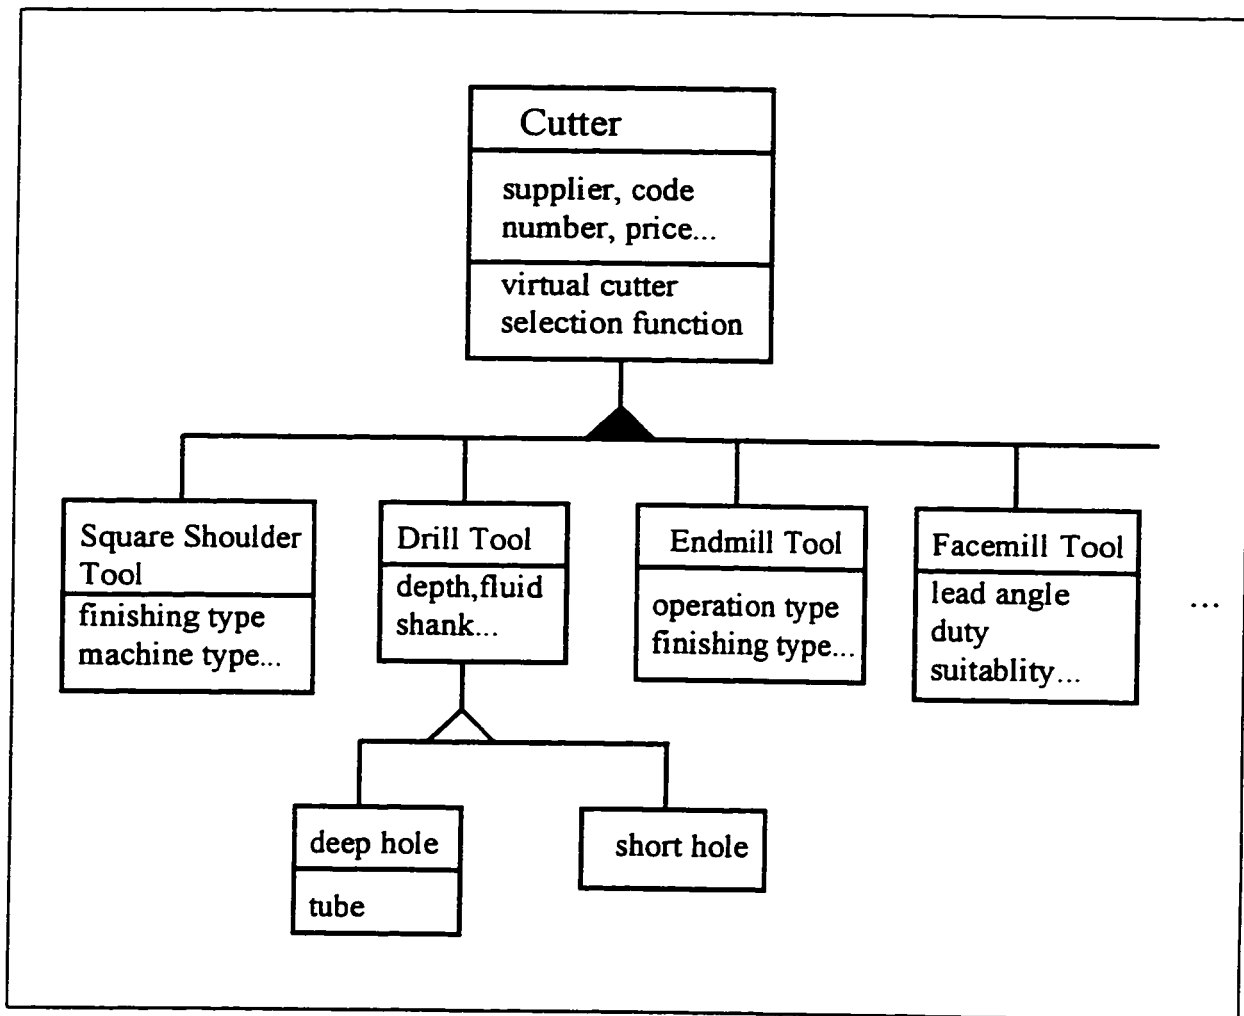 Cutter
supplier, code
number, price...
virtual cutter
selection function
Square Shoulder
Tool
finishing type
machine type...
Drill Tool
depth,fluid
shank...
Endmill Tool
operation type
finishing type...
Facemill Tool
lead angle
duty
suitablity...
...
deep hole
tube
short hole